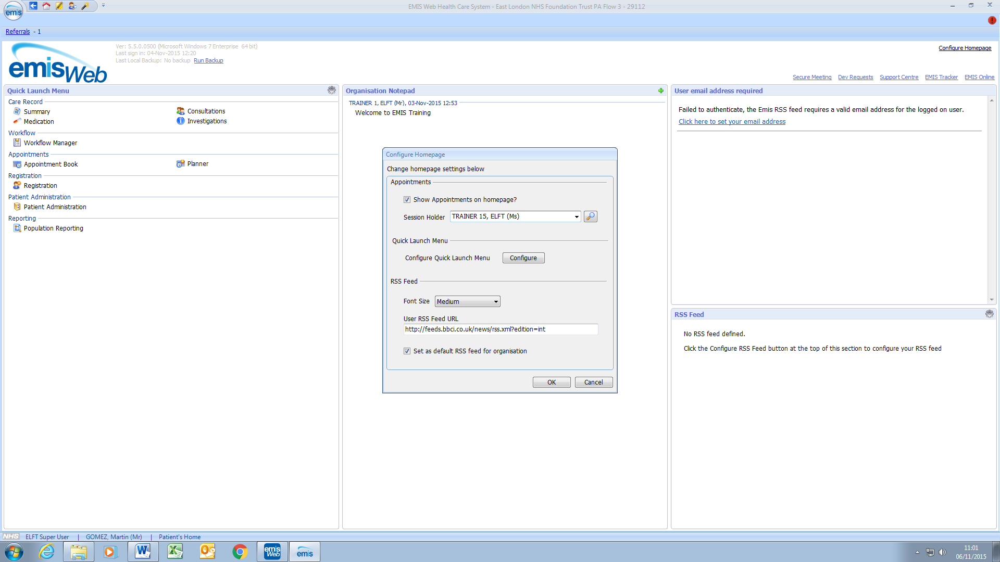 EMIS Web Health Care System - East London NHS Foundation Trust PA Flow 3 - 29112
emis
Referrals - 1
emisWeb
Ver: 5.5.0.0500 (Microsoft Windows 7 Enterprise 64 bit)
Last sign in: 04-Nov-2015 12:20
Last Local Backup: No backup Run Backup
Configure Homepage
Secure Meeting Dev Requests Support Centre EMIS Tracker EMIS Online
Quick Launch Menu
Care Record
Summary
Consultations
Medication
Investigations
Workflow
Workflow Manager
Appointments
Appointment Book
Planner
Registration
Registration
Patient Administration
Patient Administration
Reporting
Population Reporting
Organisation Notepad
TRAINER 1, ELFT (Mr), 03-Nov-2015 12:53
Welcome to EMIS Training
Configure Homepage
Change homepage settings below
Appointments
Show Appointments on homepage?
Session Holder TRAINER 15, ELFT (Ms)
Quick Launch Menu
Configure Quick Launch Menu Configure
RSS Feed
Font Size Medium
User RSS Feed URL
http://feeds.bbci.co.uk/news/rss.xml?edition=int
Set as default RSS feed for organisation
OK Cancel
User email address required
Failed to authenticate, the Emis RSS feed requires a valid email address for the logged on user.
Click here to set your email address
RSS Feed
No RSS feed defined.
Click the Configure RSS Feed button at the top of this section to configure your RSS feed
NHS ELFT Super User | GOMEZ, Martin (Mr) | Patient's Home
emis Web
emis
11:01
06/11/2015